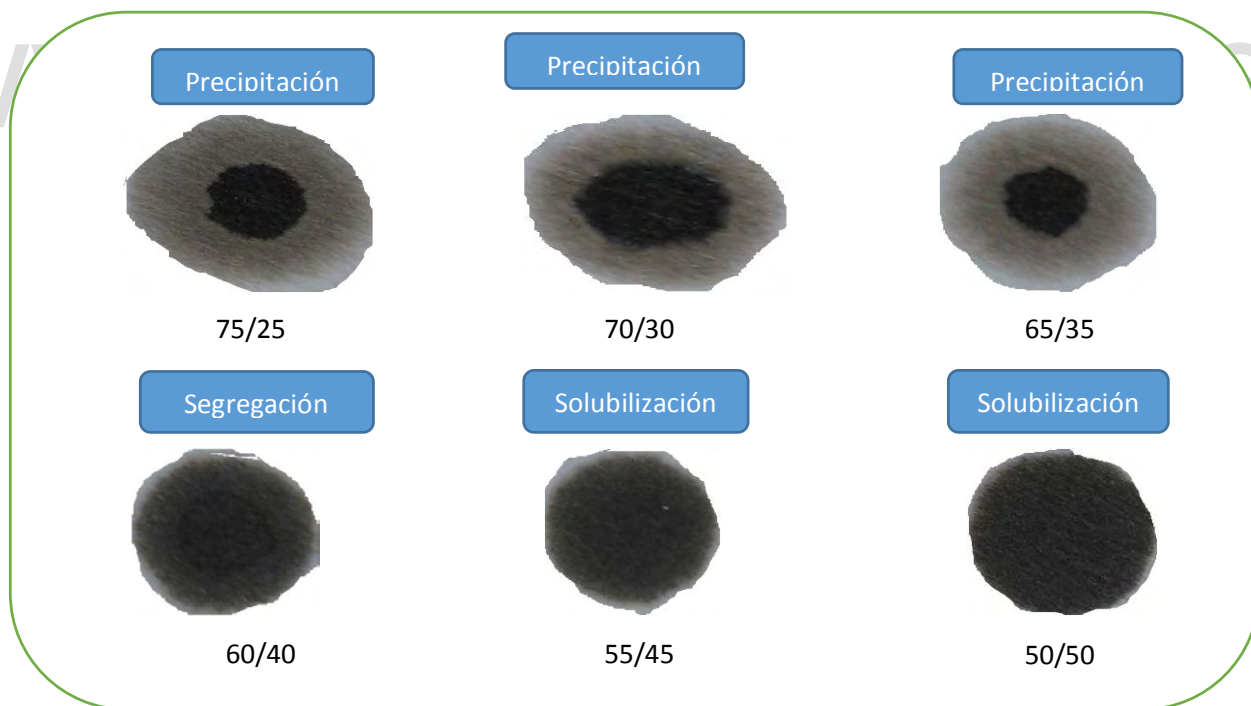 Precipitación
Precipitación
Precipitación
75/25
70/30
65/35
Segregación
Solubilización
Solubilización
60/40
55/45
50/50